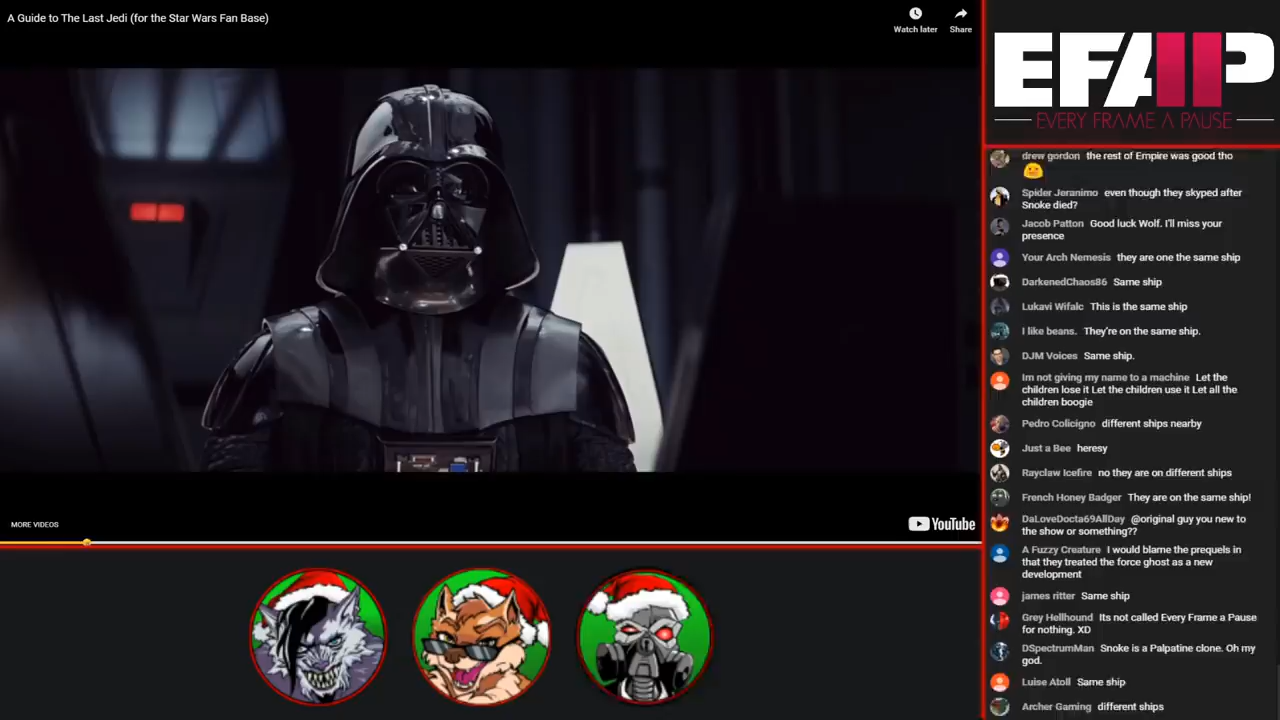 A Guide to The Last Jedi (for the Star Wars Fan Base)
Watch later
Share
MORE VIDEOS
YouTube
EFAP
EVERY FRAME A PAUSE
drew gordon the rest of Empire was good tho
Spider Jeranimo even though they skyped after
Snoke died?
Jacob Patton Good luck Wolf. I'll miss your
presence
Your Arch Nemesis they are one the same ship
DarkenedChaos86 Same ship
Lukavi Wifalc This is the same ship
I like beans. They're on the same ship.
DJM Voices Same ship.
Im not giving my name to a machine Let the
children lose it Let the children use it Let all the
children boogie
Pedro Colicigno different ships nearby
Just a Bee heresy
Rayclaw Icefire no they are on different ships
French Honey Badger They are on the same ship!
DaLoveDocta69AllDay @original guy you new to
the show or something??
A Fuzzy Creature I would blame the prequels in
that they treated the force ghost as a new
development
james ritter Same ship
Grey Hellhound Its not called Every Frame a Pause
for nothing. XD
DSpectrumMan Snoke is a Palpatine clone. Oh my
god.
Luise Atoll Same ship
Archer Gaming different ships